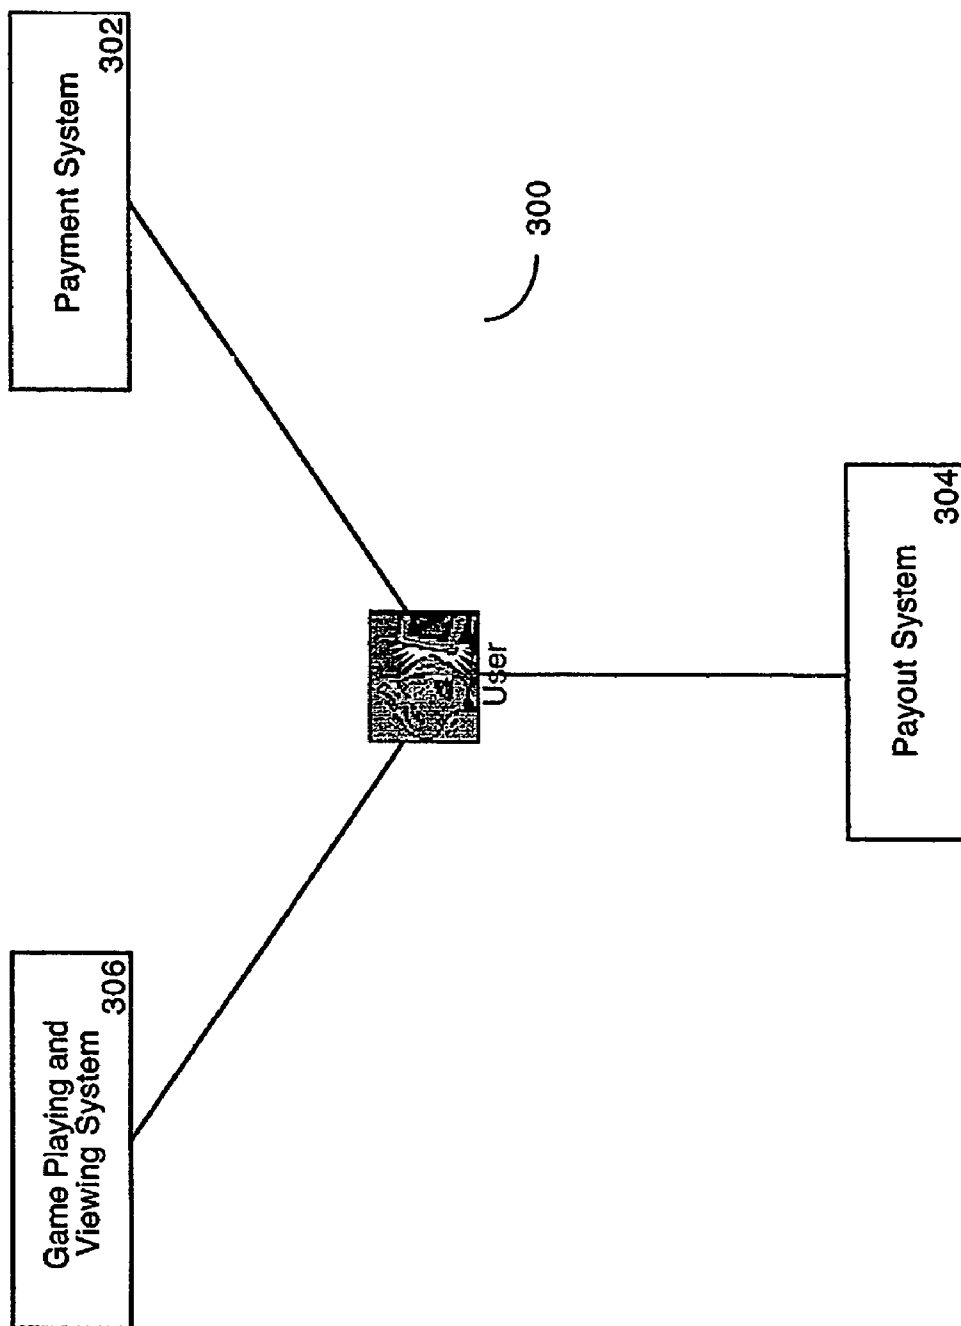 Game Playing and
Viewing System
306
Payment System
302
User
300
Payout System
304